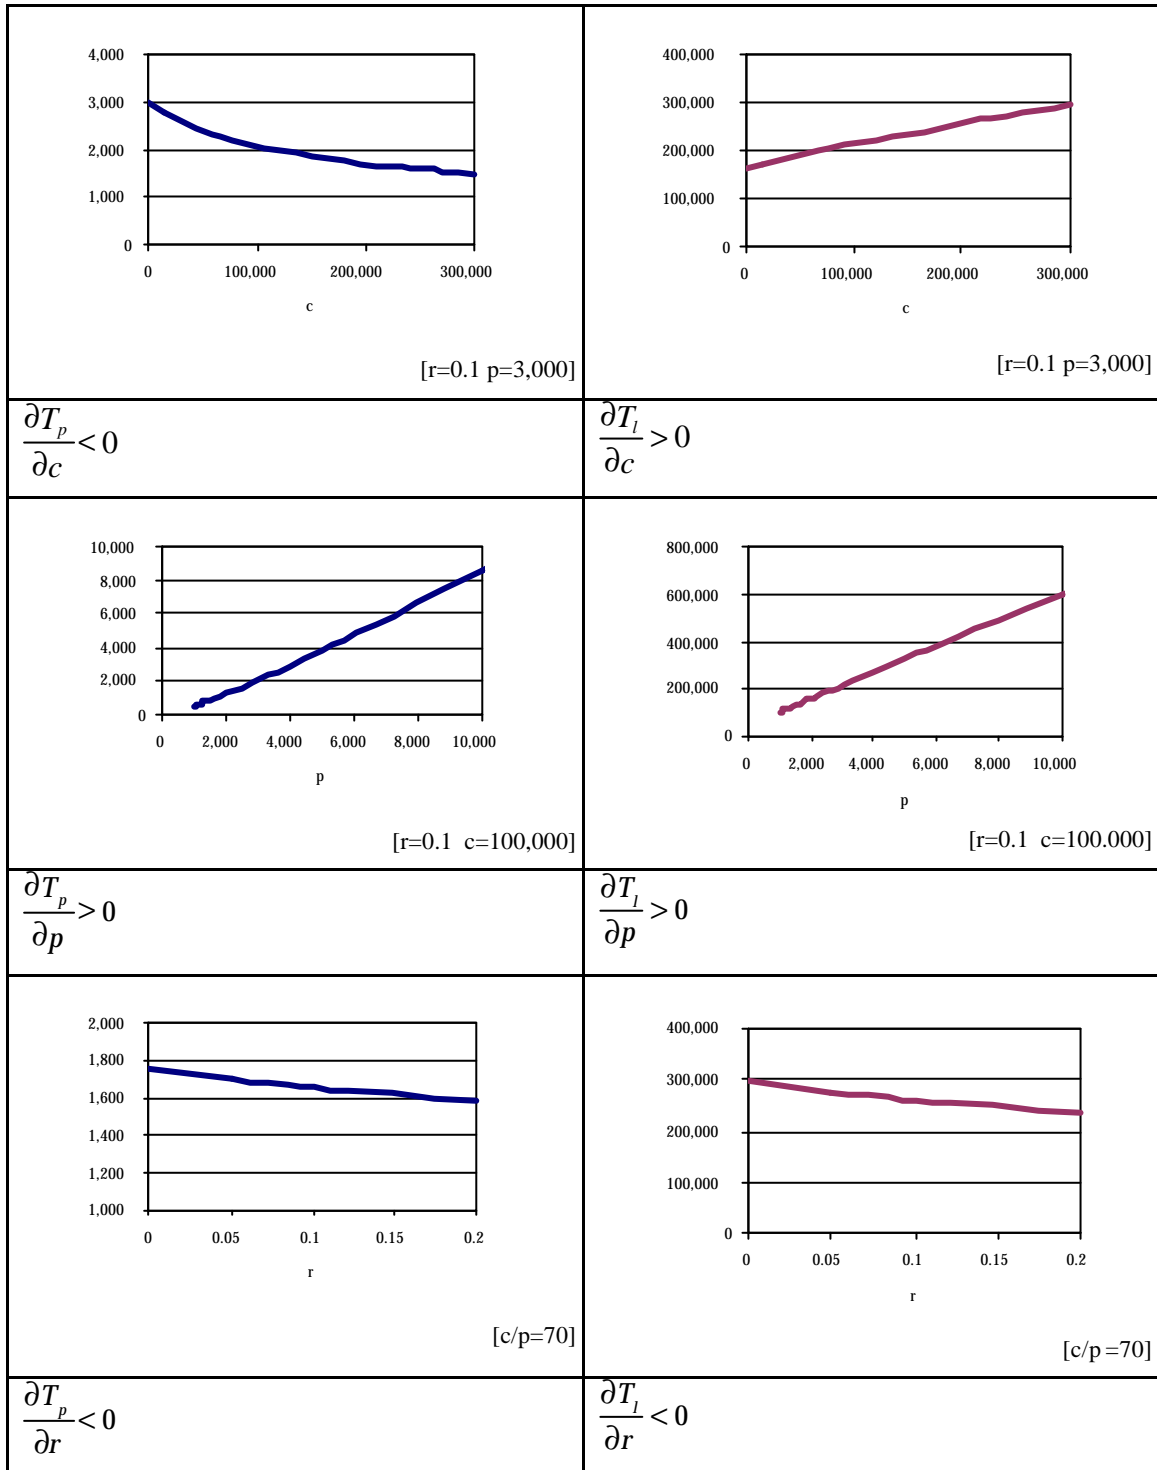 4,000
3,000
2,000
1,000
0
0 100,000 200,000 300,000
c
[r=0.1 p=3,000]
400,000
300,000
200,000
100,000
0
0 100,000 200,000 300,000
c
[r=0.1 p=3,000]
∂T_p/∂c < 0
∂T_l/∂c > 0
10,000
8,000
6,000
4,000
2,000
0
0 2,000 4,000 6,000 8,000 10,000
p
[r=0.1 c=100,000]
800,000
600,000
400,000
200,000
0
0 2,000 4,000 6,000 8,000 10,000
p
[r=0.1 c=100.000]
∂T_p/∂p > 0
∂T_l/∂p > 0
2,000
1,800
1,600
1,400
1,200
1,000
0 0.05 0.1 0.15 0.2
r
[c/p=70]
400,000
300,000
200,000
100,000
0
0 0.05 0.1 0.15 0.2
r
[c/p =70]
∂T_p/∂r < 0
∂T_l/∂r < 0